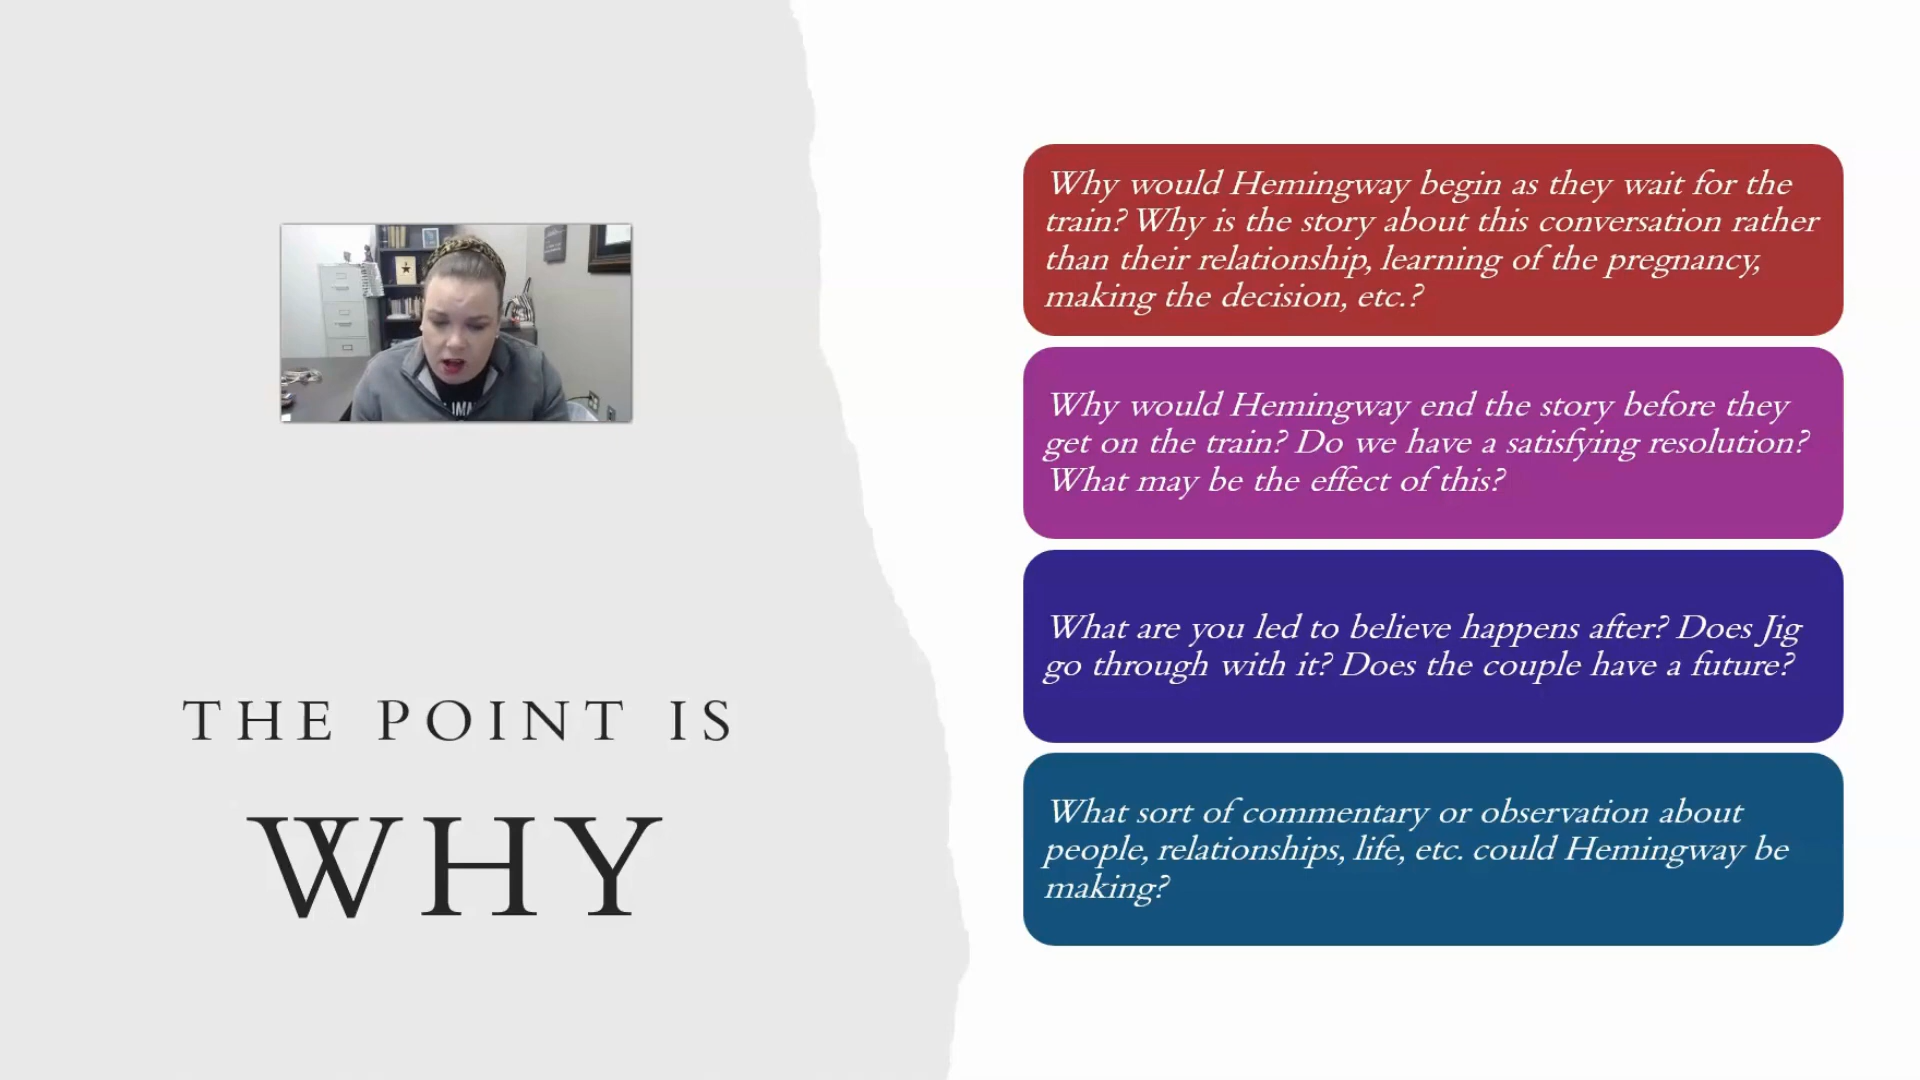 THE POINT IS
WHY
Why would Hemingway begin as they wait for the
train? Why is the story about this conversation rather
than their relationship, learning of the pregnancy,
making the decision, etc.?
Why would Hemingway end the story before they
get on the train? Do we have a satisfying resolution?
What may be the effect of this?
What are you led to believe happens after? Does Jig
go through with it? Does the couple have a future?
What sort of commentary or observation about
people, relationships, life, etc. could Hemingway be
making?